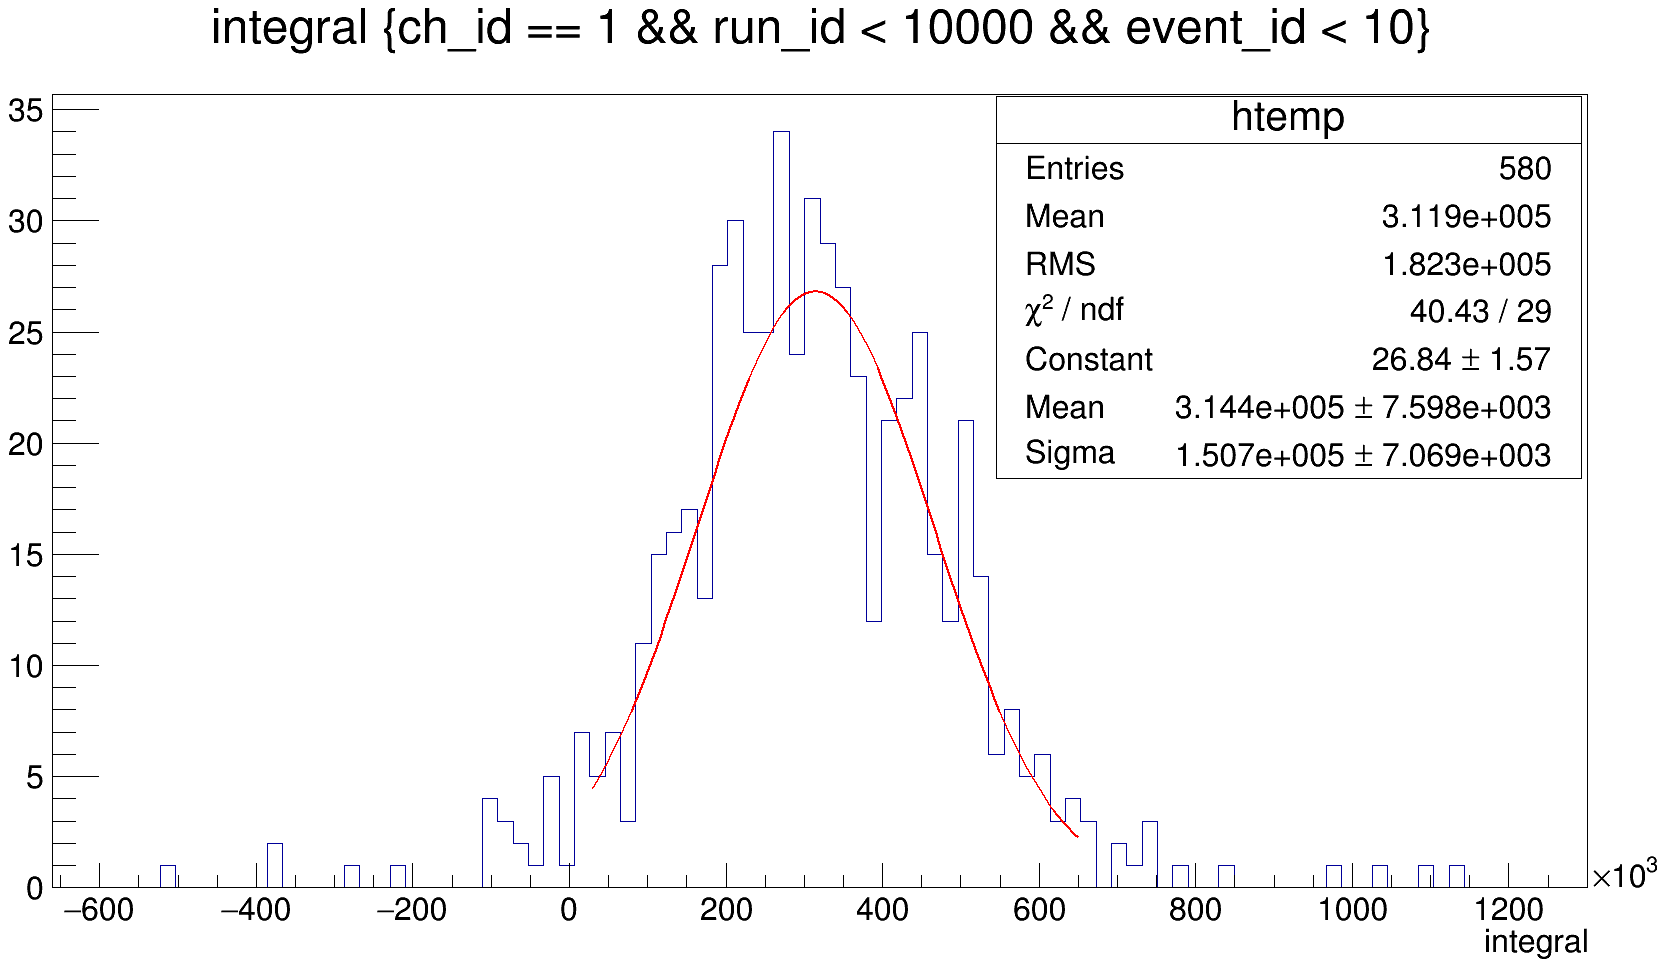 integral {ch_id == 1 && run_id < 10000 && event_id < 10}
htemp
Entries 580
Mean 3.119e+005
RMS 1.823e+005
χ² / ndf 40.43 / 29
Constant 26.84 ± 1.57
Mean 3.144e+005 ± 7.598e+003
Sigma 1.507e+005 ± 7.069e+003
35
30
25
20
15
10
5
0
−600 −400 −200 0 200 400 600 800 1000 1200
×10³
integral